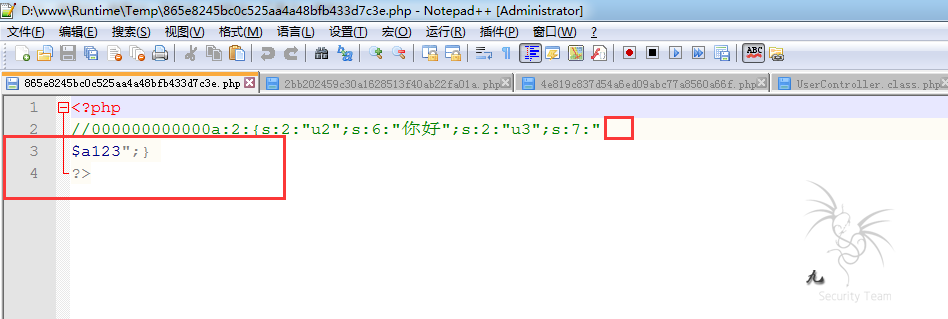 D:\www\Runtime\Temp\865e8245bc0c525aa4a48bfb433d7c3e.php - Notepad++ [Administrator]
文件(F) 编辑(E) 搜索(S) 视图(V) 格式(M) 语言(L) 设置(T) 宏(O) 运行(R) 插件(P) 窗口(W) ?
865e8245bc0c525aa4a48bfb433d7c3e.php 2bb202459c30a1628513f40ab22fa01a.php 4e819c837d54a6ed09abc77a8560a66f.php UserController.class.php
1 <?php
2 //000000000000a:2:{s:2:"u2";s:6:"你好";s:2:"u3";s:7:"
3 $a123";}
4 ?>
九
Security Team